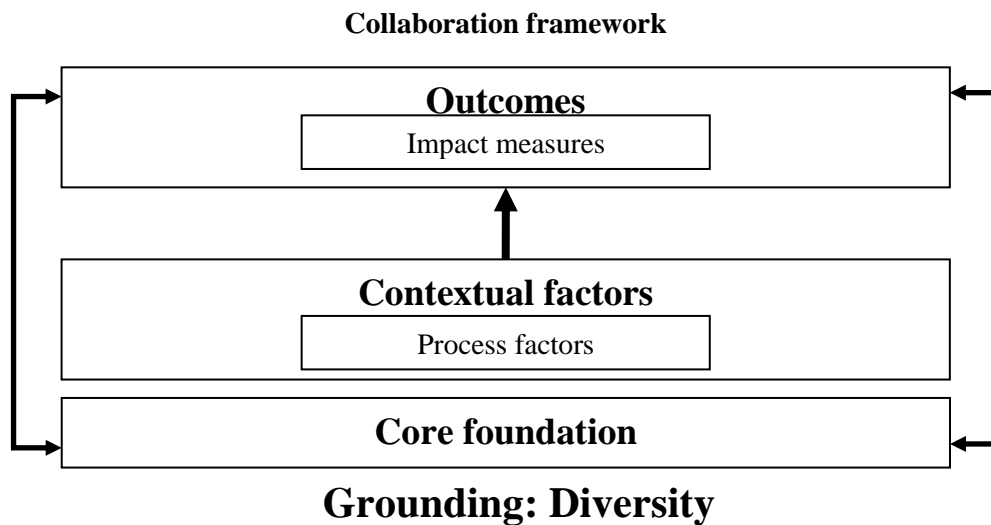 Collaboration framework
Outcomes
Impact measures
Contextual factors
Process factors
Core foundation
Grounding: Diversity